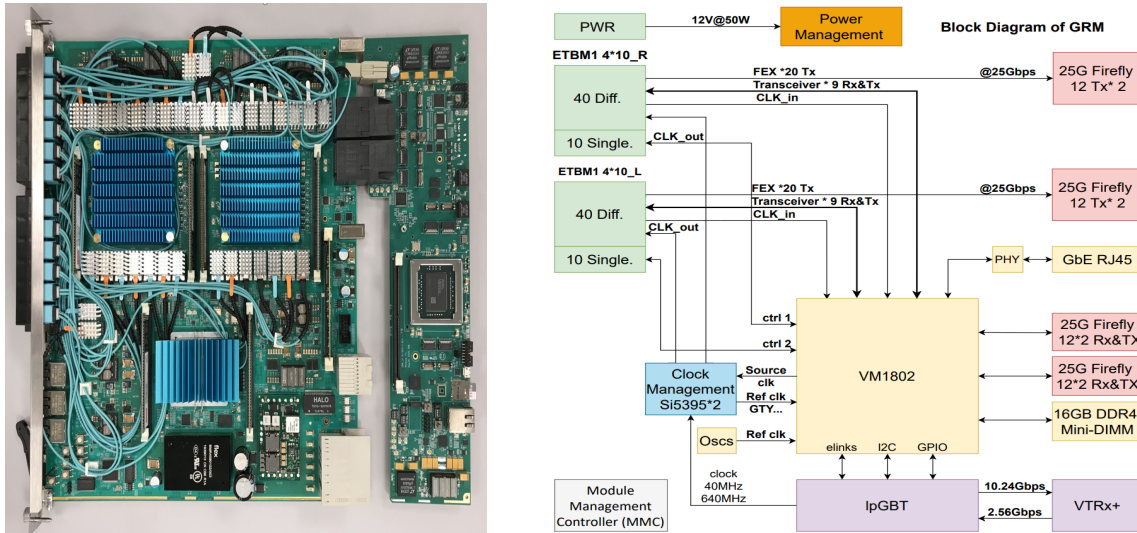 flex
HALO
Block Diagram of GRM
PWR
12V@50W
Power
Management
ETBM1 4*10_R
40 Diff.
10 Single.
FEX *20 Tx
@25Gbps
Transceiver * 9 Rx&Tx
CLK_in
CLK_out
25G Firefly
12 Tx* 2
ETBM1 4*10_L
40 Diff.
10 Single.
FEX *20 Tx
@25Gbps
Transceiver * 9 Rx&Tx
CLK_in
CLK_out
25G Firefly
12 Tx* 2
PHY
GbE RJ45
ctrl 1
ctrl 2
VM1802
25G Firefly
12*2 Rx&TX
25G Firefly
12*2 Rx&TX
16GB DDR4
Mini-DIMM
Clock
Management
Si5395*2
Source
clk
Ref clk
GTY...
Oscs
Ref clk
elinks
I2C
GPIO
clock
40MHz
640MHz
Module
Management
Controller (MMC)
lpGBT
10.24Gbps
2.56Gbps
VTRx+